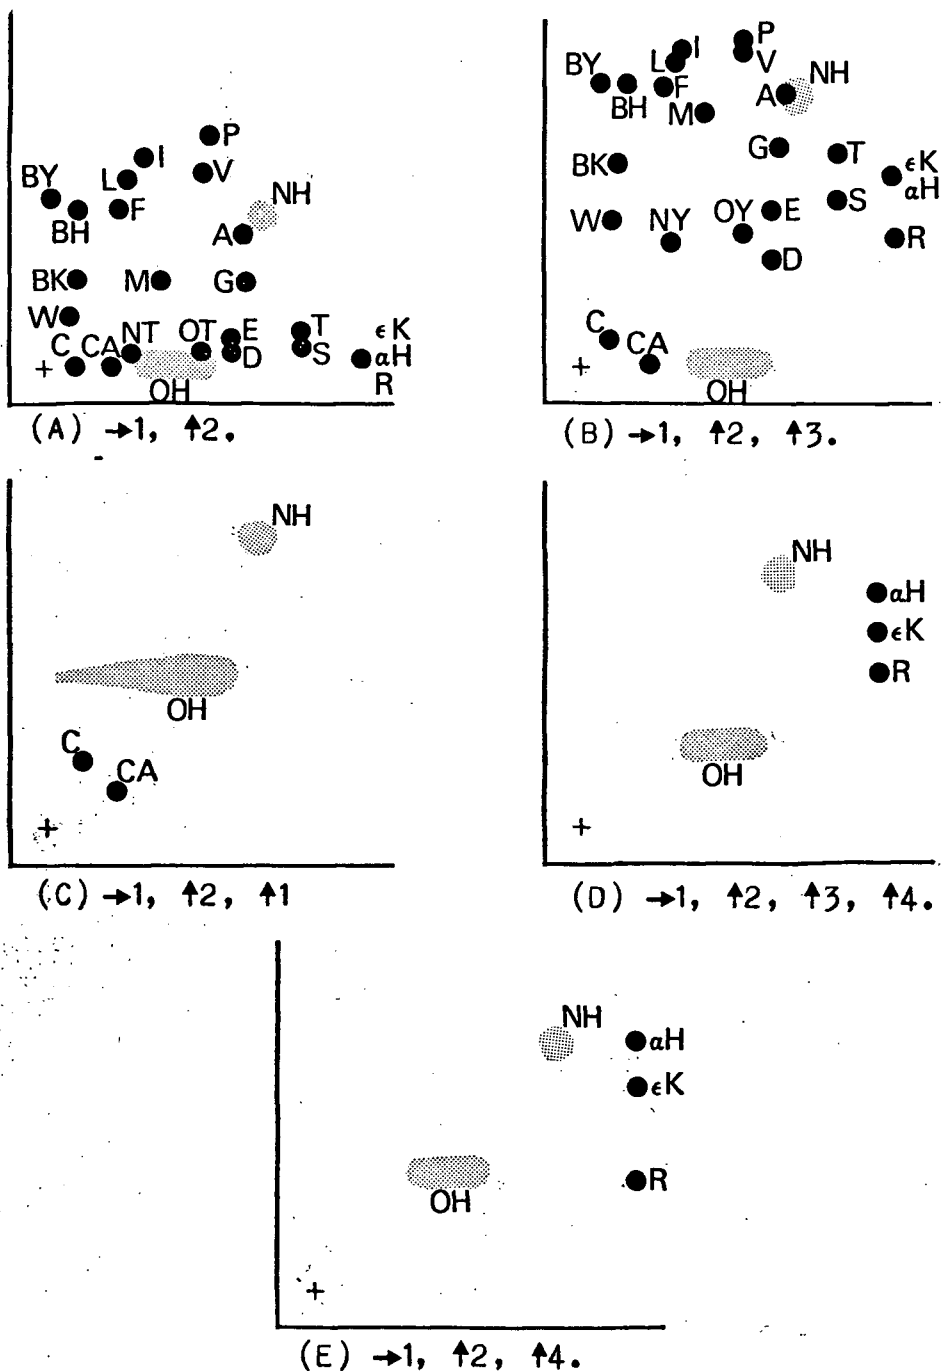 P
I
V
L
BY
F
NH
BH
A
BK
M
G
W
C
CA
NT
OT
E
D
T
S
ϵK
αH
R
+
OH
(A) →1, ↑2.
P
I
V
L
BY
NH
BH
F
A
M
G
T
BK
ϵK
αH
S
W
NY
OY
E
R
D
C
CA
+
OH
(B) →1, ↑2, ↑3.
NH
OH
C
CA
+
(C) →1, ↑2, ↑1
NH
αH
ϵK
R
OH
+
(D) →1, ↑2, ↑3, ↑4.
NH
αH
ϵK
R
OH
+
(E) →1, ↑2, ↑4.